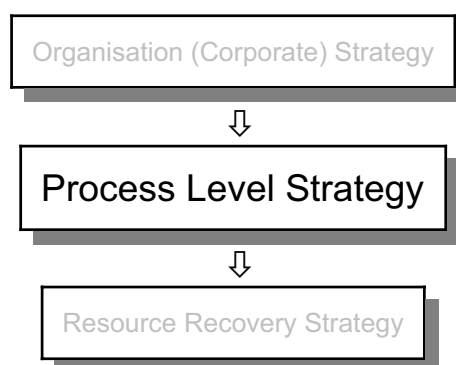 Organisation (Corporate) Strategy
⇩
Process Level Strategy
⇩
Resource Recovery Strategy